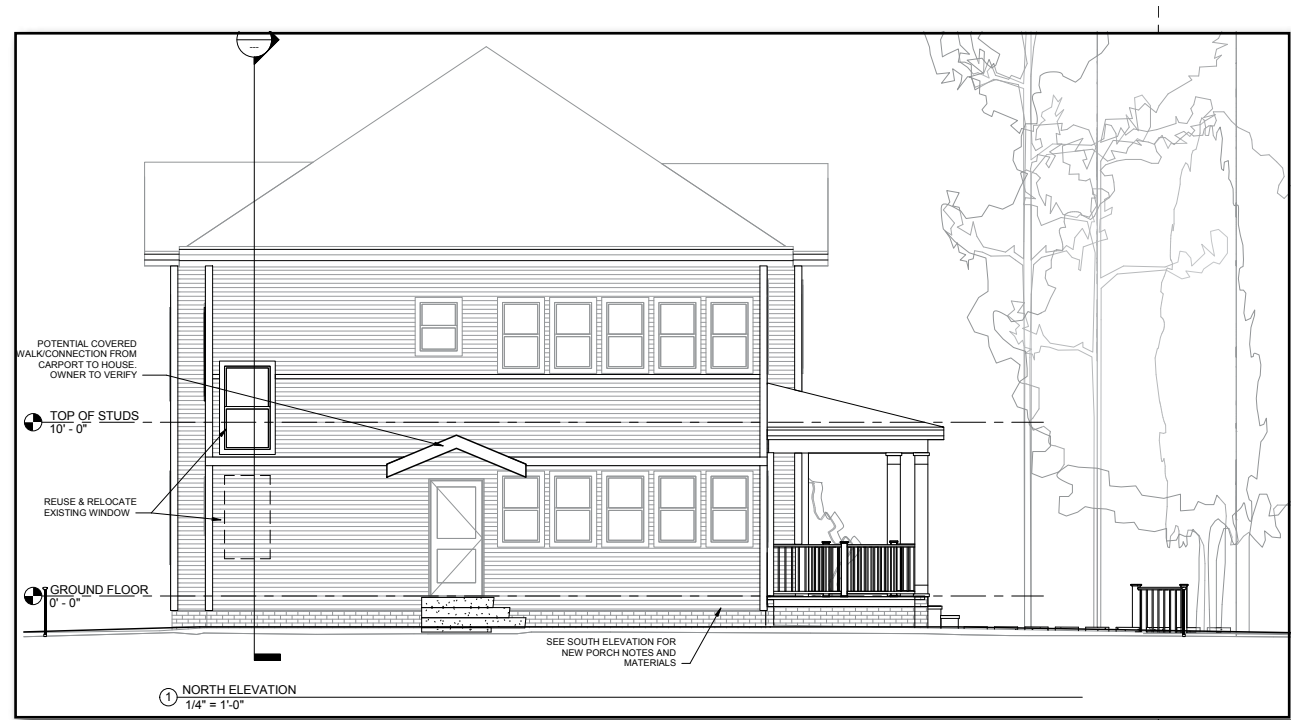 POTENTIAL COVERED
WALK/CONNECTION FROM
CARPORT TO HOUSE.
OWNER TO VERIFY
TOP OF STUDS
10' - 0"
REUSE & RELOCATE
EXISTING WINDOW
GROUND FLOOR
0' - 0"
SEE SOUTH ELEVATION FOR
NEW PORCH NOTES AND
MATERIALS
1 NORTH ELEVATION
1/4" = 1'-0"